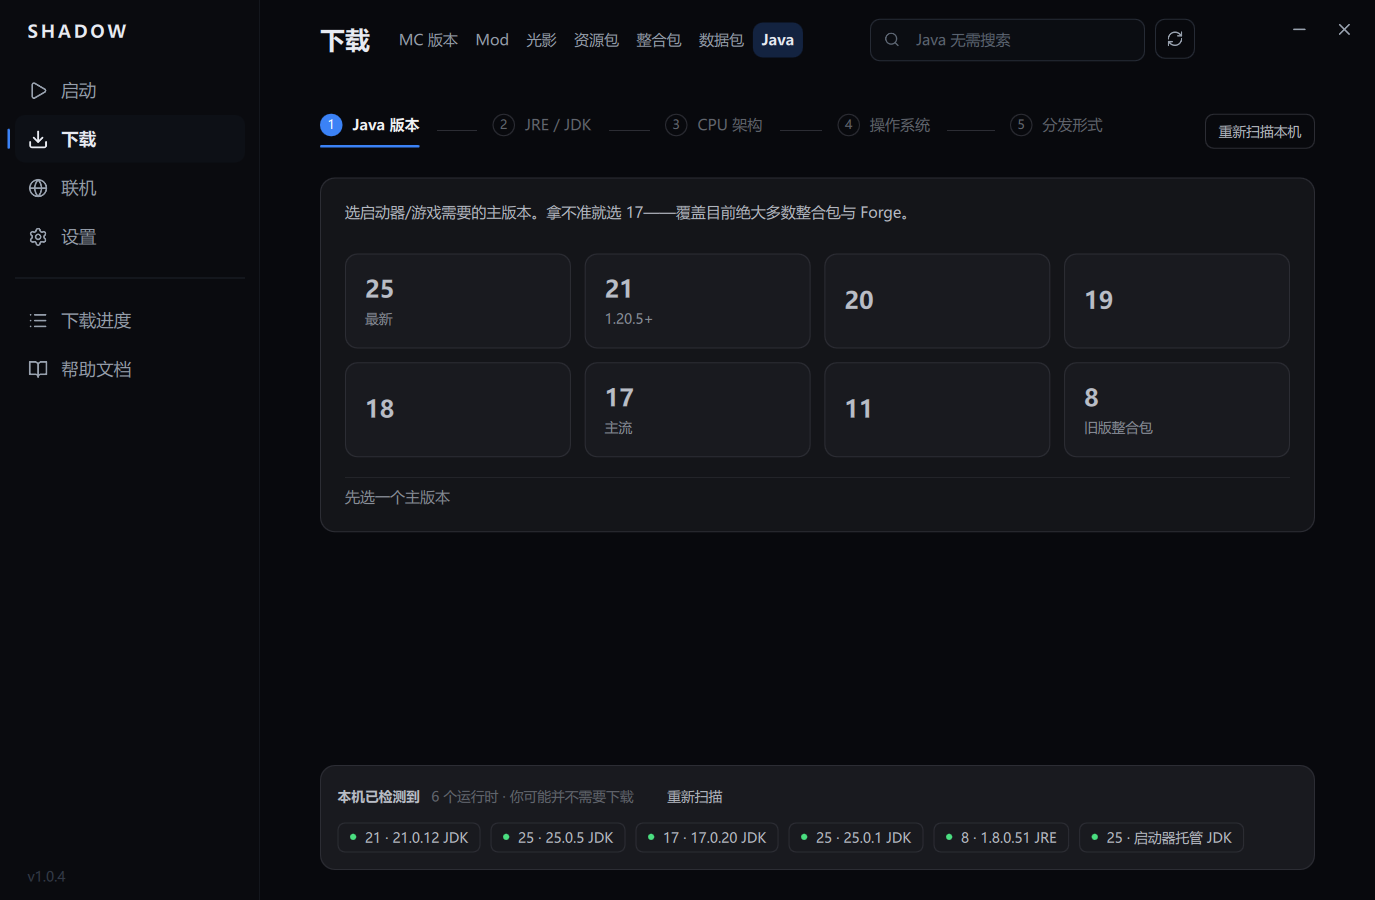 SHADOW
启动
下载
联机
设置
下载进度
帮助文档
v1.0.4
下载 MC 版本 Mod 光影 资源包 整合包 数据包 Java
Java 无需搜索
1 Java 版本 2 JRE / JDK 3 CPU 架构 4 操作系统 5 分发形式 重新扫描本机
选启动器/游戏需要的主版本。拿不准就选 17——覆盖目前绝大多数整合包与 Forge。
25
最新
21
1.20.5+
20
19
18
17
主流
11
8
旧版整合包
先选一个主版本
本机已检测到 6 个运行时 · 你可能并不需要下载 重新扫描
21 · 21.0.12 JDK 25 · 25.0.5 JDK 17 · 17.0.20 JDK 25 · 25.0.1 JDK 8 · 1.8.0.51 JRE 25 · 启动器托管 JDK